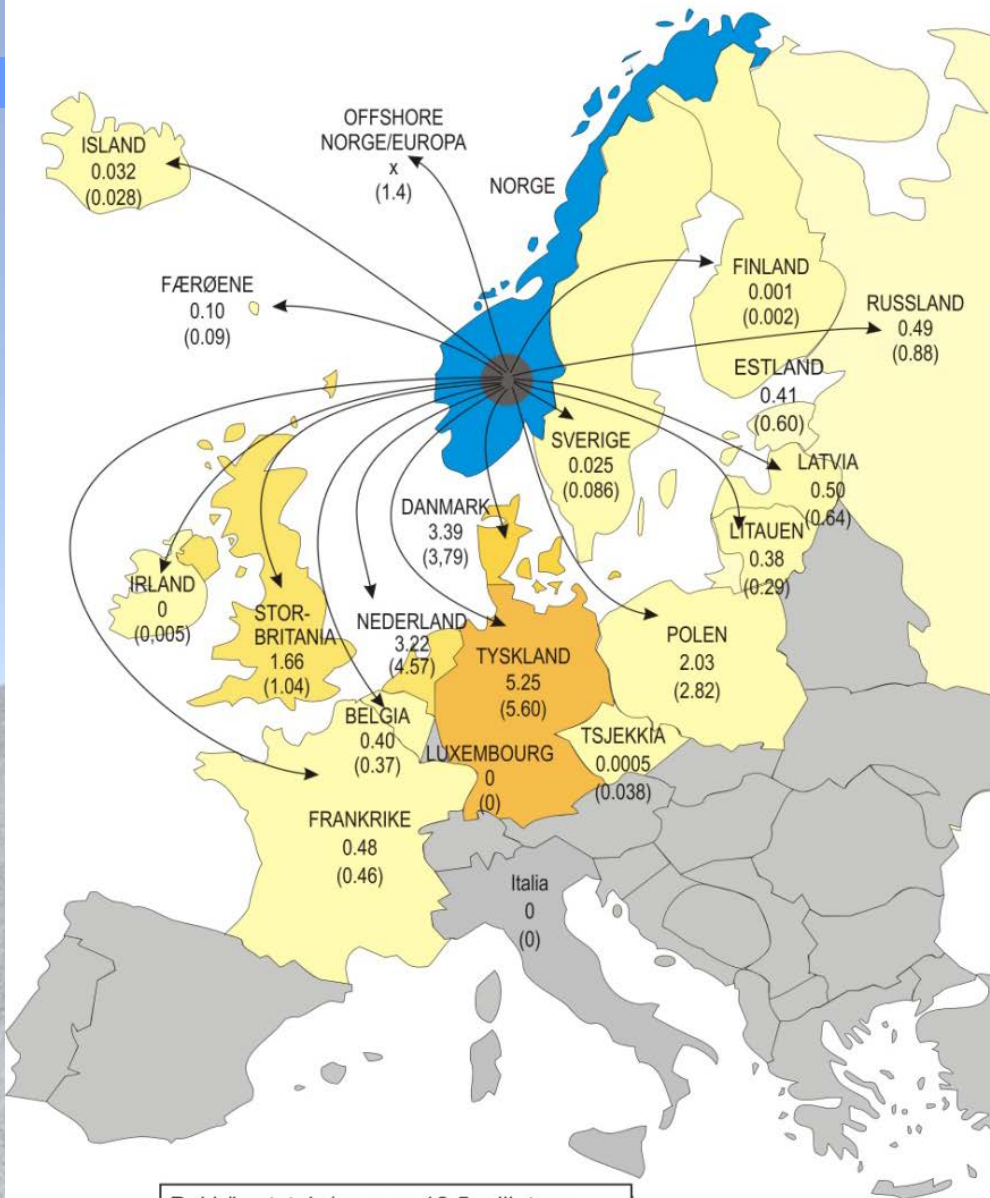 ISLAND
0.032
(0.028)
OFFSHORE
NORGE/EUROPA
x
(1.4)
NORGE
FÆRØENE
0.10
(0.09)
FINLAND
0.001
(0.002)
RUSSLAND
0.49
(0.88)
ESTLAND
0.41
(0.60)
SVERIGE
0.025
(0.086)
LATVIA
0.50
(0.64)
LITAUEN
0.38
(0.29)
DANMARK
3.39
(3,79)
IRLAND
0
(0,005)
STOR-
BRITANIA
1.66
(1.04)
NEDERLAND
3.22
(4.57)
TYSKLAND
5.25
(5.60)
POLEN
2.03
(2.82)
BELGIA
0.40
(0.37)
LUXEMBOURG
0
(0)
TSJEKKIA
0.0005
(0.038)
FRANKRIKE
0.48
(0.46)
Italia
0
(0)